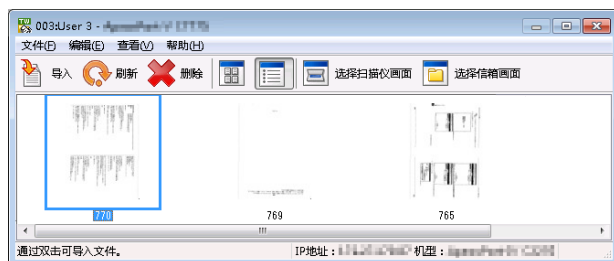 003:User 3 -
文件(F) 编辑(E) 查看(V) 帮助(H)
导入 刷新 删除 选择扫描仪画面 选择信箱画面
770 769 765
通过双击可导入文件。 IP地址: 机型: